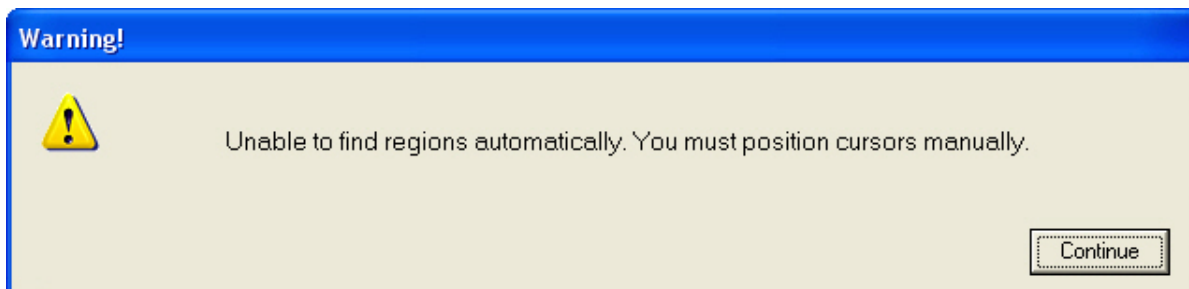 Warning!
Unable to find regions automatically. You must position cursors manually.
Continue